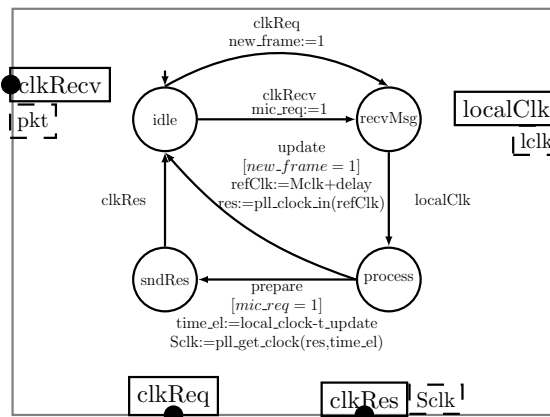 clkReq
new_frame:=1
clkRecv
pkt
clkRecv
mic_req:=1
idle
recvMsg
localClk
lclk
update
[new_frame = 1]
refClk:=Mclk+delay
res:=pll_clock_in(refClk)
clkRes
localClk
sndRes
process
prepare
[mic_req = 1]
time_el:=local_clock-t_update
Sclk:=pll_get_clock(res,time_el)
clkReq
clkRes
Sclk